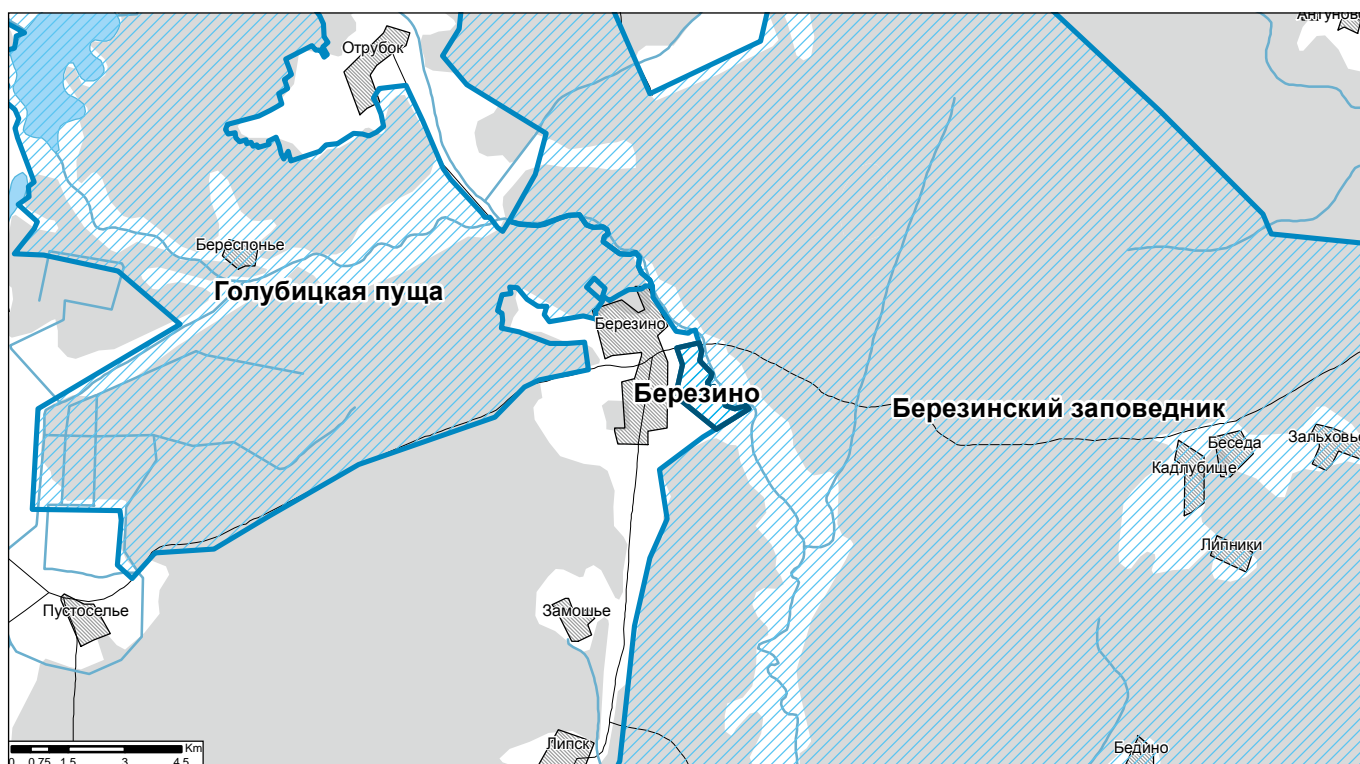 Антуново
Отрубок
Береспонье
Голубицкая пуща
Березино
Березино
Березинский заповедник
Беседа
Зальховье
Кадлубище
Липники
Пустоселье
Замошье
Липск
Бедино
Km
0 0.75 1.5 3 4.5